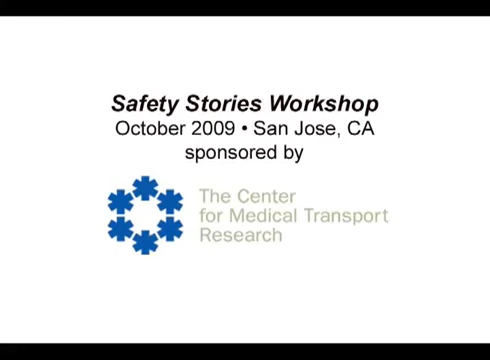 Safety Stories Workshop
October 2009 • San Jose, CA
sponsored by
The Center
for Medical Transport
Research